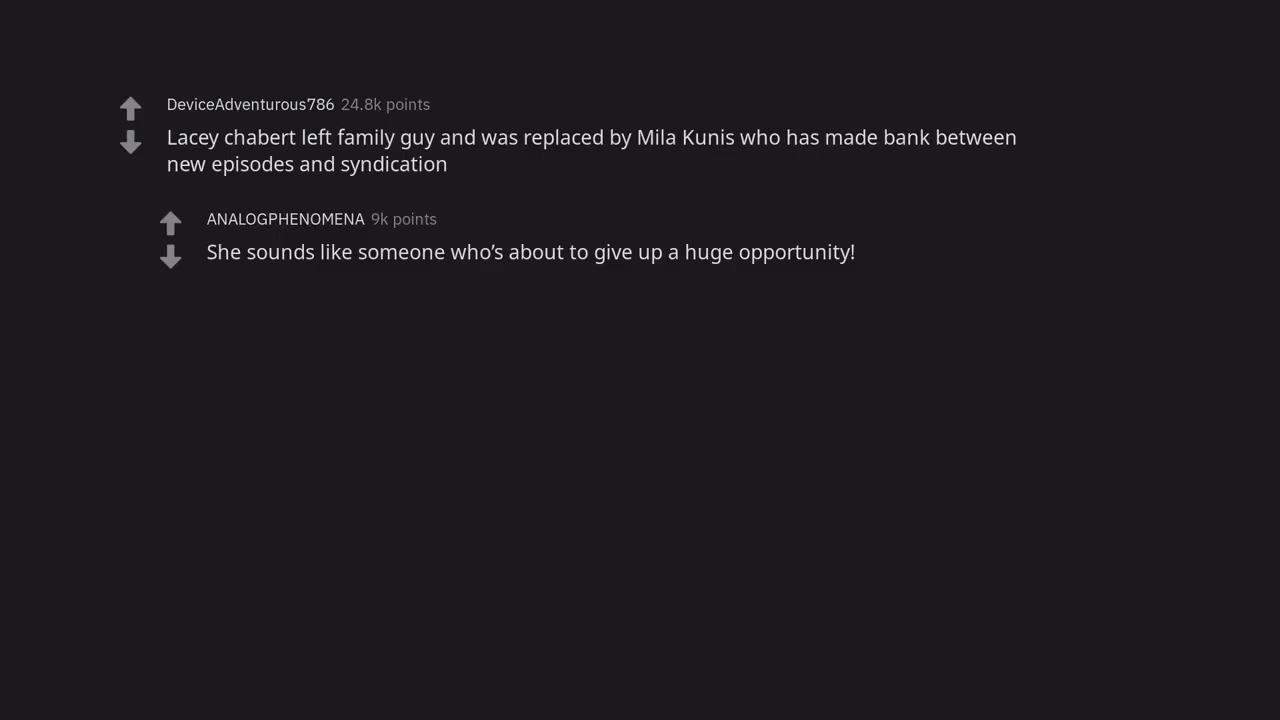 DeviceAdventurous786 24.8k points
Lacey chabert left family guy and was replaced by Mila Kunis who has made bank between
new episodes and syndication
ANALOGPHENOMENA 9k points
She sounds like someone who’s about to give up a huge opportunity!